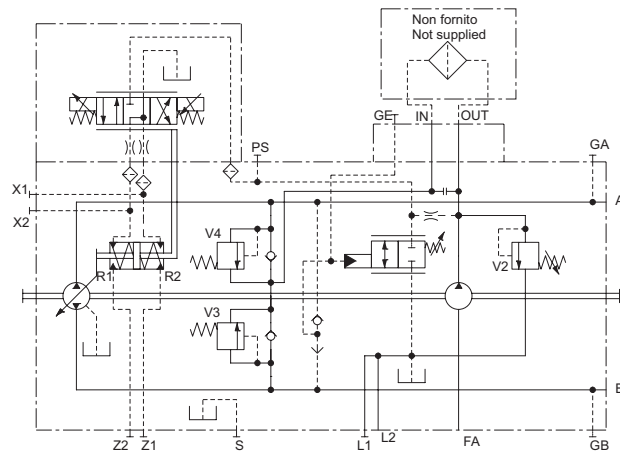 Non fornito
Not supplied
GE
IN
OUT
PS
GA
X1
X2
A
V4
V2
R1
R2
V3
B
Z2
Z1
S
L1
L2
FA
GB